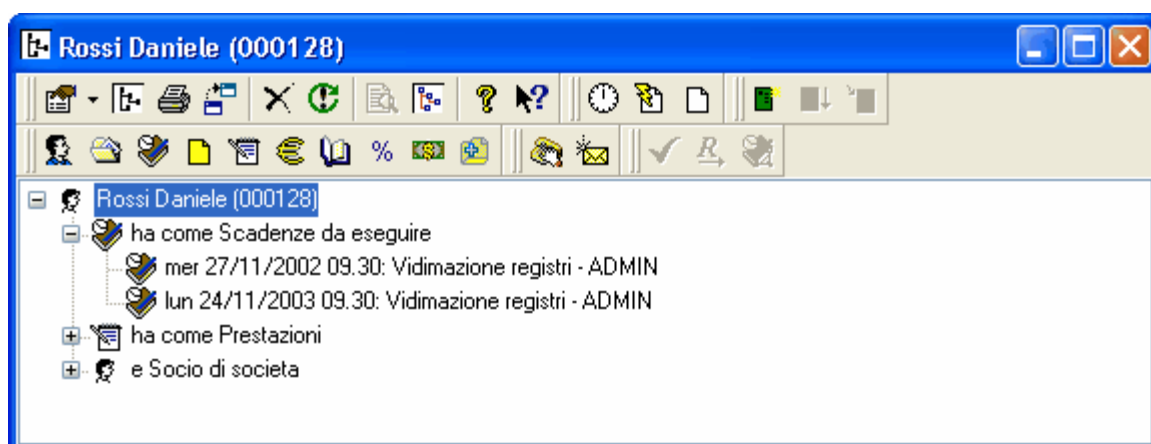 Rossi Daniele (000128)
Rossi Daniele (000128)
ha come Scadenze da eseguire
mer 27/11/2002 09.30: Vidimazione registri - ADMIN
lun 24/11/2003 09.30: Vidimazione registri - ADMIN
ha come Prestazioni
e Socio di societa